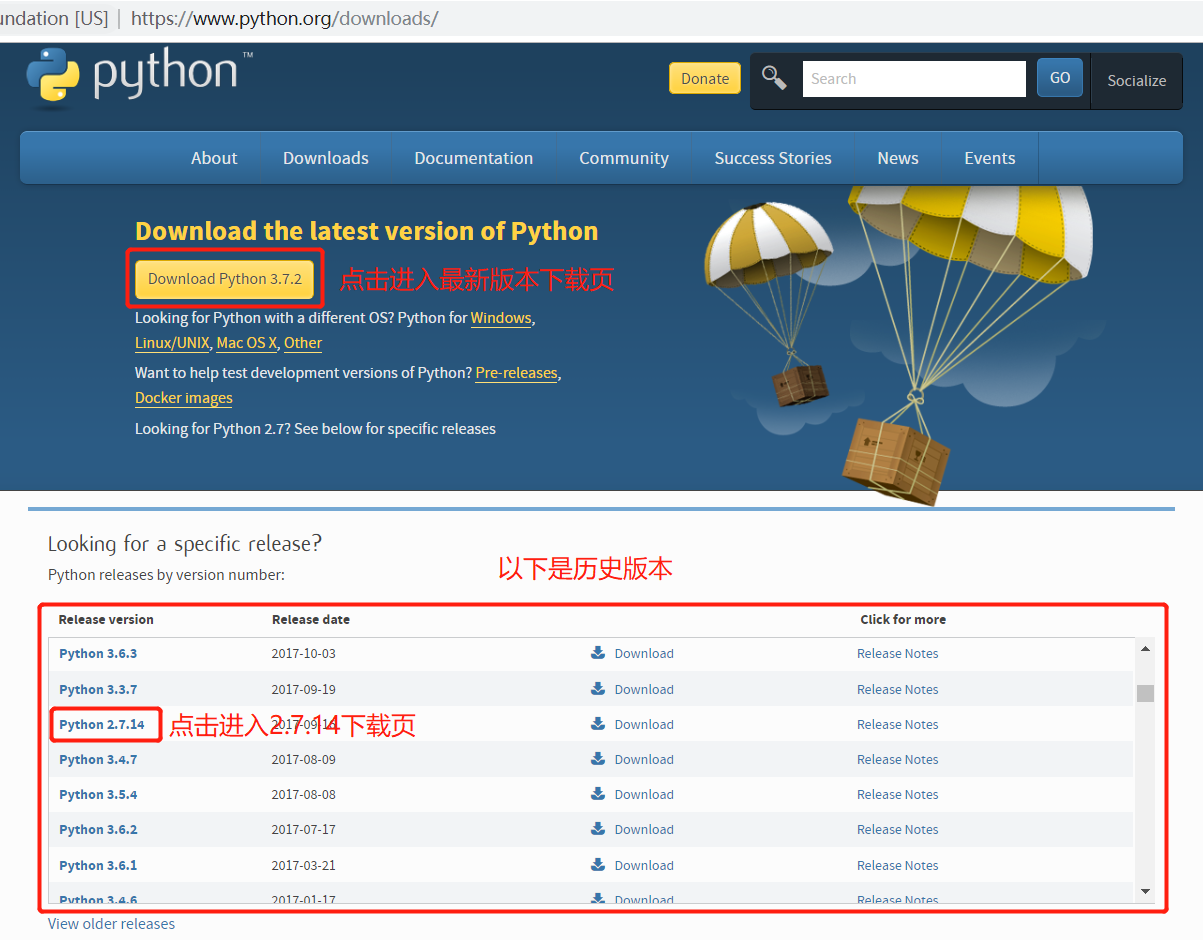 undation [US] | https://www.python.org/downloads/
python™
Donate
Search
GO
Socialize
About Downloads Documentation Community Success Stories News Events
Download the latest version of Python
Download Python 3.7.2 点击进入最新版本下载页
Looking for Python with a different OS? Python for Windows,
Linux/UNIX, Mac OS X, Other
Want to help test development versions of Python? Pre-releases,
Docker images
Looking for Python 2.7? See below for specific releases
Looking for a specific release?
以下是历史版本
Python releases by version number:
Release version Release date Click for more
Python 3.6.3 2017-10-03 Download Release Notes
Python 3.3.7 2017-09-19 Download Release Notes
Python 2.7.14 点击进入2.7.14下载页 2017-09-16 Download Release Notes
Python 3.4.7 2017-08-09 Download Release Notes
Python 3.5.4 2017-08-08 Download Release Notes
Python 3.6.2 2017-07-17 Download Release Notes
Python 3.6.1 2017-03-21 Download Release Notes
Python 3.4.6 2017-01-17 Download Release Notes
View older releases